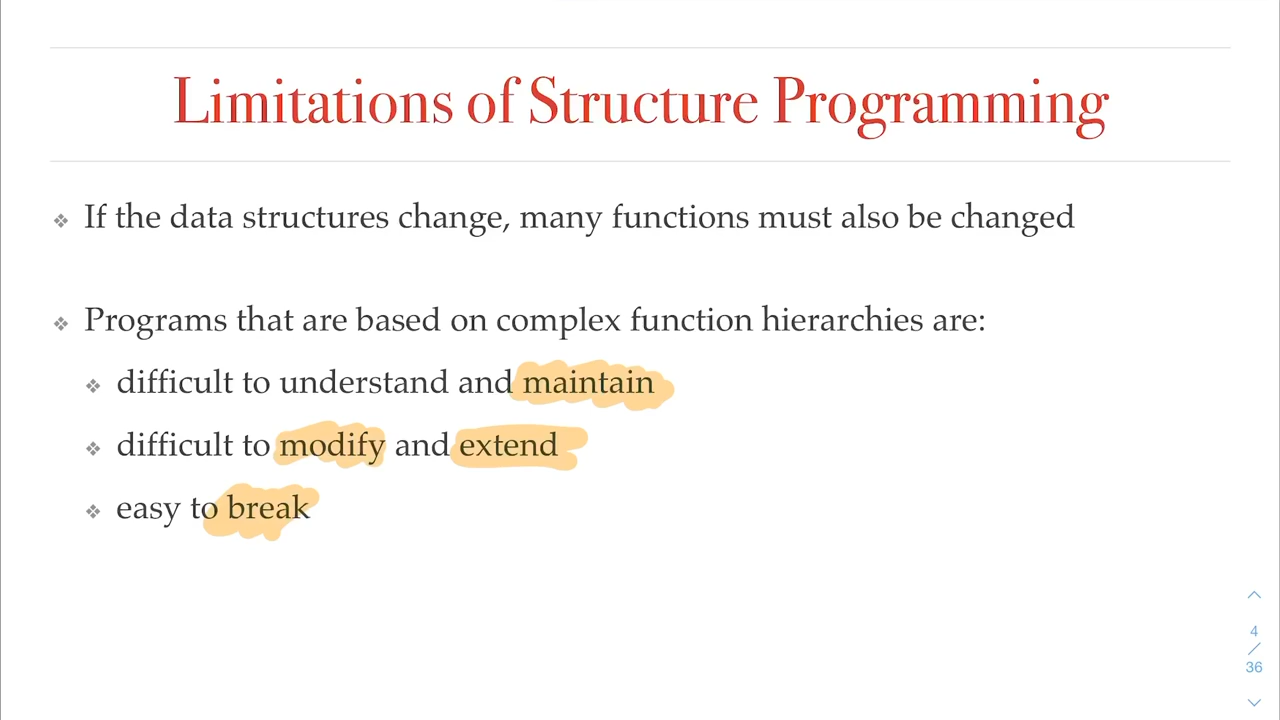 Limitations of Structure Programming
❖ If the data structures change, many functions must also be changed
❖ Programs that are based on complex function hierarchies are:
❖ difficult to understand and maintain
❖ difficult to modify and extend
❖ easy to break
4
/
36